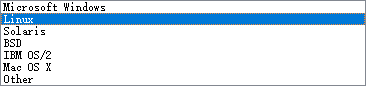 Microsoft Windows
Linux
Solaris
BSD
IBM OS/2
Mac OS X
Other